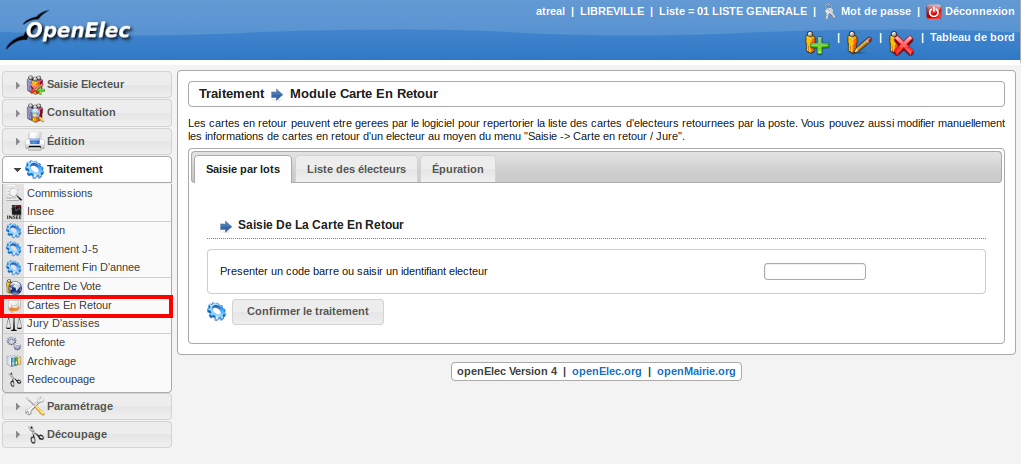 OpenElec
atreal | LIBREVILLE | Liste = 01 LISTE GENERALE | Mot de passe | Déconnexion
| | | Tableau de bord
Saisie Electeur
Consultation
Édition
Traitement
Commissions
INSEE Insee
Élection
Traitement J-5
Traitement Fin D'annee
Centre De Vote
Cartes En Retour
Jury D'assises
Refonte
Archivage
Redecoupage
Paramétrage
Découpage
Traitement Module Carte En Retour
Les cartes en retour peuvent etre gerees par le logiciel pour repertorier la liste des cartes d'electeurs retournees par la poste. Vous pouvez aussi modifier manuellement
les informations de cartes en retour d'un electeur au moyen du menu "Saisie -> Carte en retour / Jure".
Saisie par lots Liste des électeurs Épuration
Saisie De La Carte En Retour
Presenter un code barre ou saisir un identifiant electeur
Confirmer le traitement
openElec Version 4 | openElec.org | openMairie.org